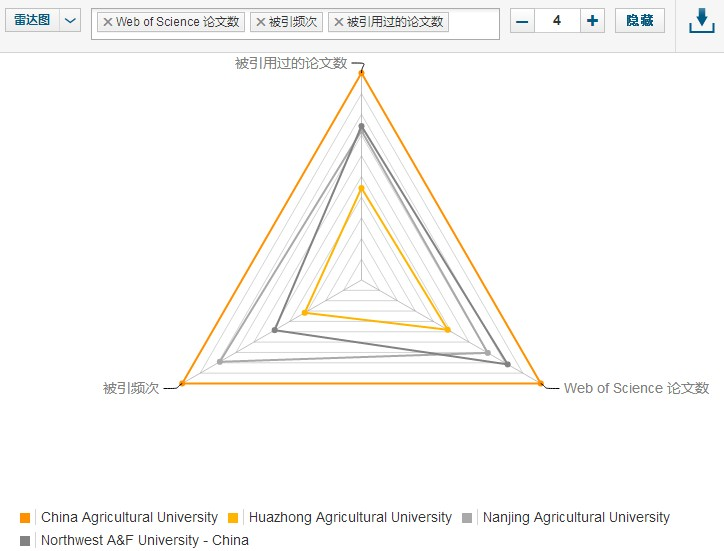 雷达图 Web of Science 论文数 被引频次 被引用过的论文数 4 隐藏
被引用过的论文数
被引频次 Web of Science 论文数
China Agricultural University Huazhong Agricultural University Nanjing Agricultural University
Northwest A&F University - China